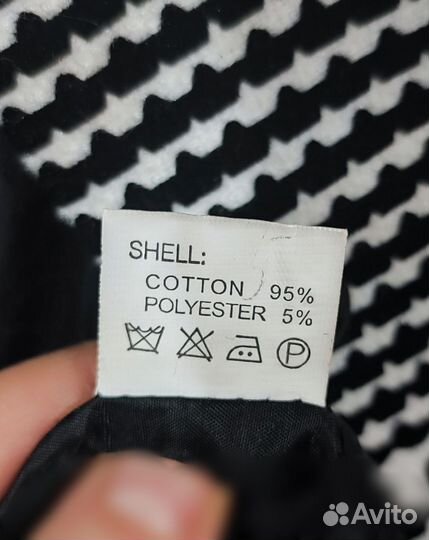 SHELL:
COTTON 95%
POLYESTER 5%
P
Avito